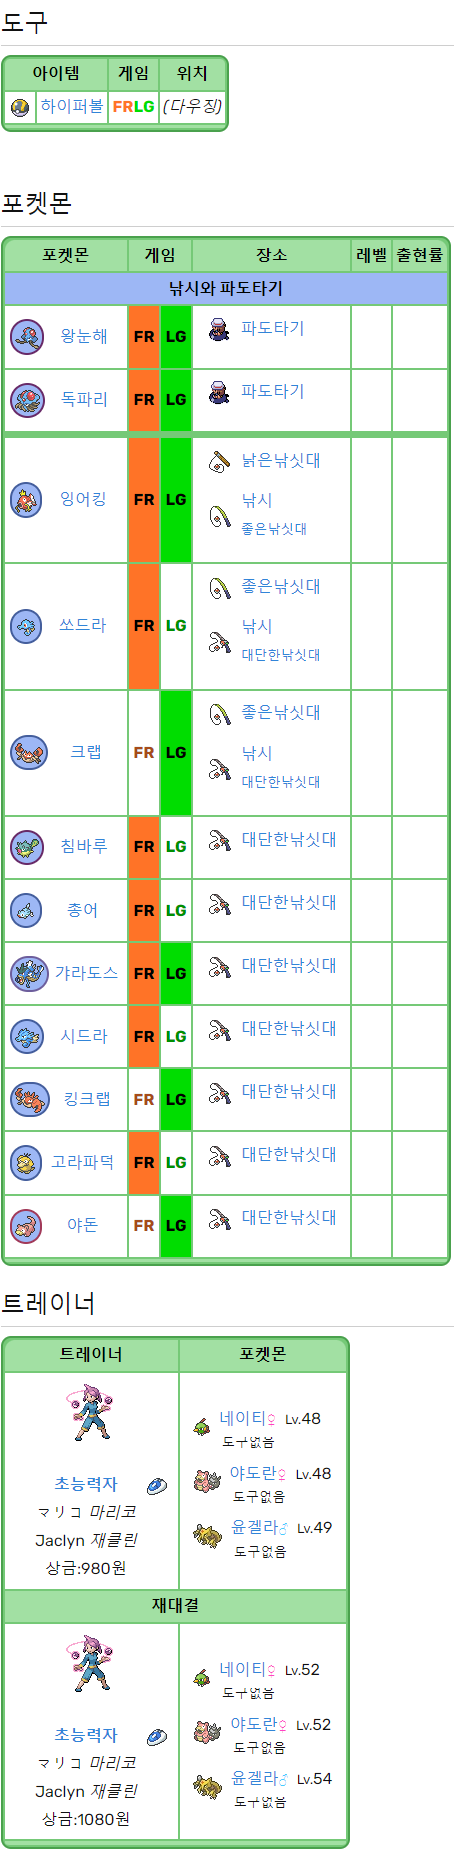 도구
아이템 게임 위치
하이퍼볼 FRLG (다우징)
포켓몬
포켓몬 게임 장소 레벨 출현률
낚시와 파도타기
왕눈해 FR LG 파도타기
독파리 FR LG 파도타기
잉어킹 FR LG 낡은낚싯대
낚시
좋은낚싯대
쏘드라 FR LG 좋은낚싯대
낚시
대단한낚싯대
크랩 FR LG 좋은낚싯대
낚시
대단한낚싯대
침바루 FR LG 대단한낚싯대
총어 FR LG 대단한낚싯대
갸라도스 FR LG 대단한낚싯대
시드라 FR LG 대단한낚싯대
킹크랩 FR LG 대단한낚싯대
고라파덕 FR LG 대단한낚싯대
야돈 FR LG 대단한낚싯대
트레이너
트레이너 포켓몬
초능력자
マリコ 마리코
Jaclyn 재클린
상금:980원
네이티♀ Lv.48
도구없음
야도란♀ Lv.48
도구없음
윤겔라♂ Lv.49
도구없음
재대결
초능력자
マリコ 마리코
Jaclyn 재클린
상금:1080원
네이티♀ Lv.52
도구없음
야도란♀ Lv.52
도구없음
윤겔라♂ Lv.54
도구없음